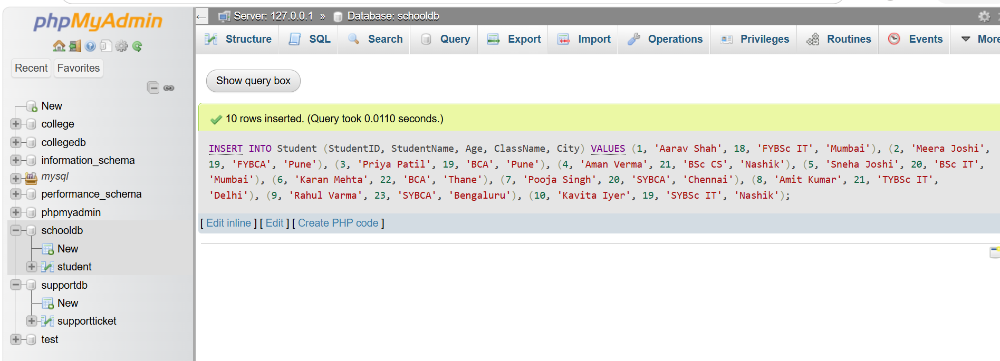 phpMyAdmin
Recent Favorites
New
college
collegedb
information_schema
mysql
performance_schema
phpmyadmin
schooldb
New
student
supportdb
New
supportticket
test
Server: 127.0.0.1 » Database: schooldb
Structure SQL Search Query Export Import Operations Privileges Routines Events More
Show query box
10 rows inserted. (Query took 0.0110 seconds.)
INSERT INTO Student (StudentID, StudentName, Age, ClassName, City) VALUES (1, 'Aarav Shah', 18, 'FYBSc IT', 'Mumbai'), (2, 'Meera Joshi',
19, 'FYBCA', 'Pune'), (3, 'Priya Patil', 19, 'BCA', 'Pune'), (4, 'Aman Verma', 21, 'BSc CS', 'Nashik'), (5, 'Sneha Joshi', 20, 'BSc IT',
'Mumbai'), (6, 'Karan Mehta', 22, 'BCA', 'Thane'), (7, 'Pooja Singh', 20, 'SYBCA', 'Chennai'), (8, 'Amit Kumar', 21, 'TYBSc IT',
'Delhi'), (9, 'Rahul Varma', 23, 'SYBCA', 'Bengaluru'), (10, 'Kavita Iyer', 19, 'SYBSc IT', 'Nashik');
[ Edit inline ] [ Edit ] [ Create PHP code ]